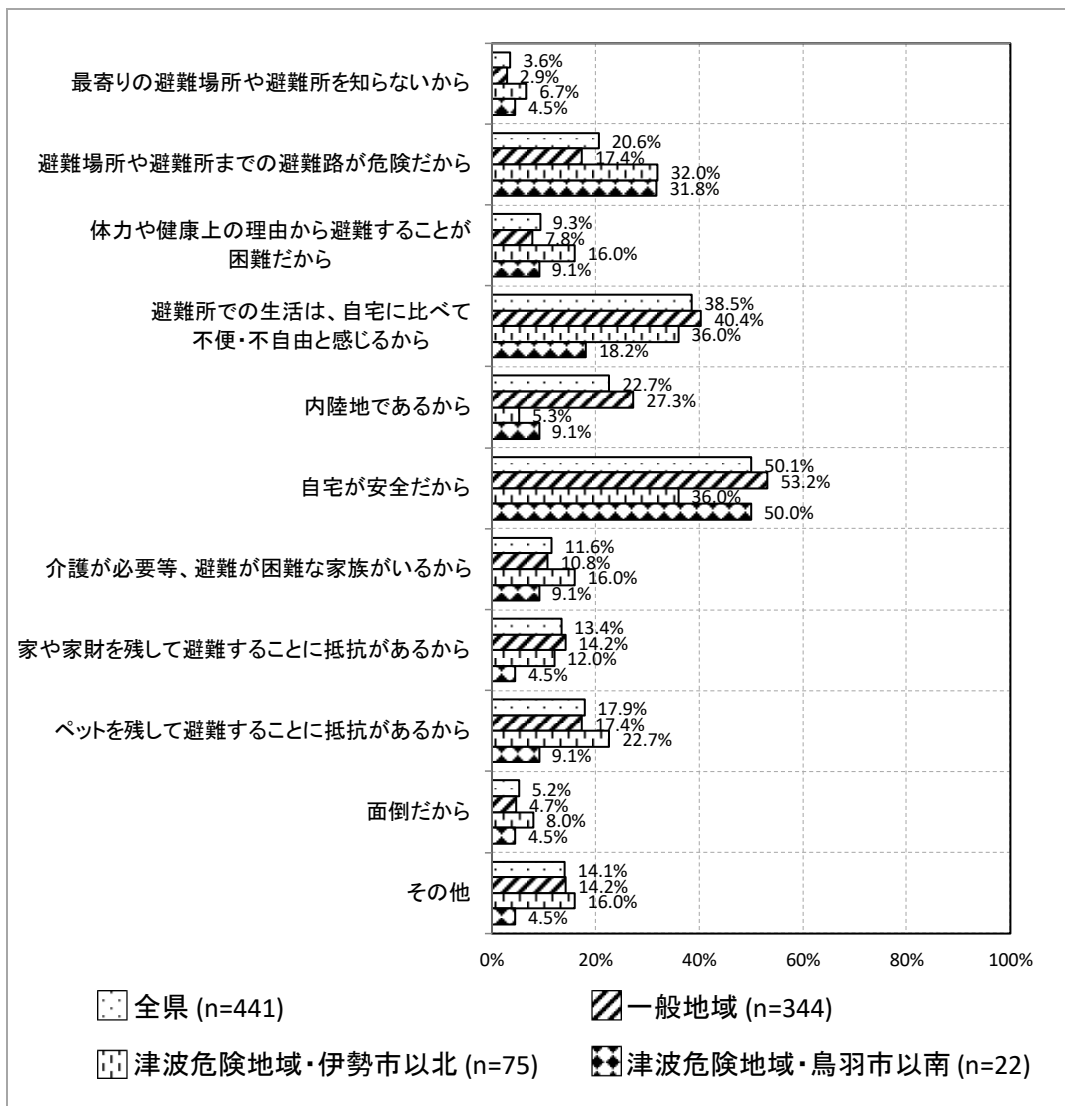 最寄りの避難場所や避難所を知らないから
3.6%
2.9%
6.7%
4.5%
避難場所や避難所までの避難路が危険だから
20.6%
17.4%
32.0%
31.8%
体力や健康上の理由から避難することが
困難だから
9.3%
7.8%
16.0%
9.1%
避難所での生活は、自宅に比べて
不便・不自由と感じるから
38.5%
40.4%
36.0%
18.2%
内陸地であるから
22.7%
27.3%
5.3%
9.1%
自宅が安全だから
50.1%
53.2%
36.0%
50.0%
介護が必要等、避難が困難な家族がいるから
11.6%
10.8%
16.0%
9.1%
家や家財を残して避難することに抵抗があるから
13.4%
14.2%
12.0%
4.5%
ペットを残して避難することに抵抗があるから
17.9%
17.4%
22.7%
9.1%
面倒だから
5.2%
4.7%
8.0%
4.5%
その他
14.1%
14.2%
16.0%
4.5%
0% 20% 40% 60% 80% 100%
全県 (n=441) 一般地域 (n=344)
津波危険地域・伊勢市以北 (n=75) 津波危険地域・鳥羽市以南 (n=22)